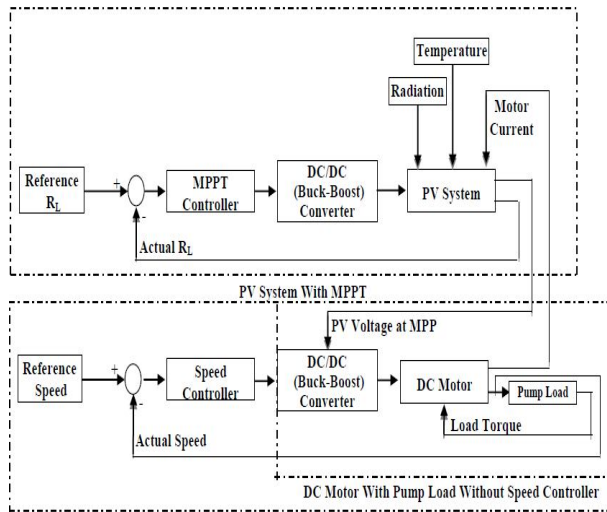 Temperature
Radiation
Motor
Current
Reference
R_L
+
-
MPPT
Controller
DC/DC
(Buck-Boost)
Converter
PV System
Actual R_L
PV System With MPPT
PV Voltage at MPP
Reference
Speed
+
-
Speed
Controller
DC/DC
(Buck-Boost)
Converter
DC Motor
Pump Load
Load Torque
Actual Speed
DC Motor With Pump Load Without Speed Controller